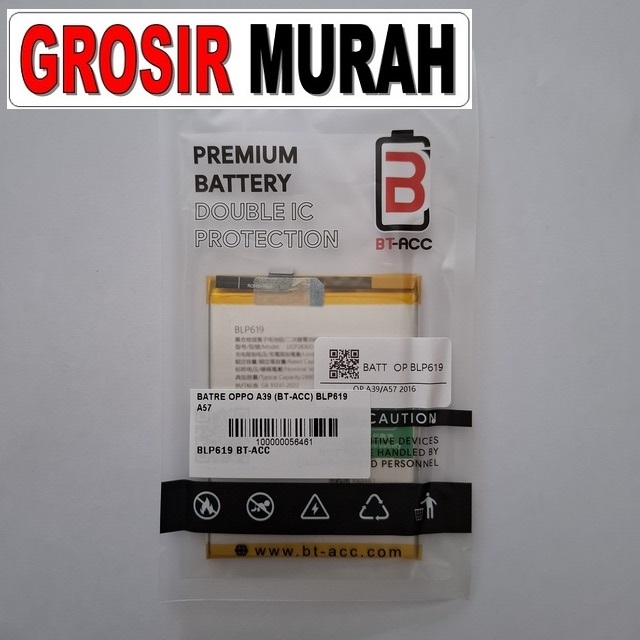 GROSIR MURAH
PREMIUM
BATTERY
DOUBLE IC
PROTECTION
B
BT-ACC
BLP619
BATT OP BLP619
OP A39/A57 2016
BATRE OPPO A39 (BT-ACC) BLP619
A57
100000056461
BLP619 BT-ACC
CAUTION
TIVE DEVICES
BE HANDLED BY
D PERSONNEL
www.bt-acc.com